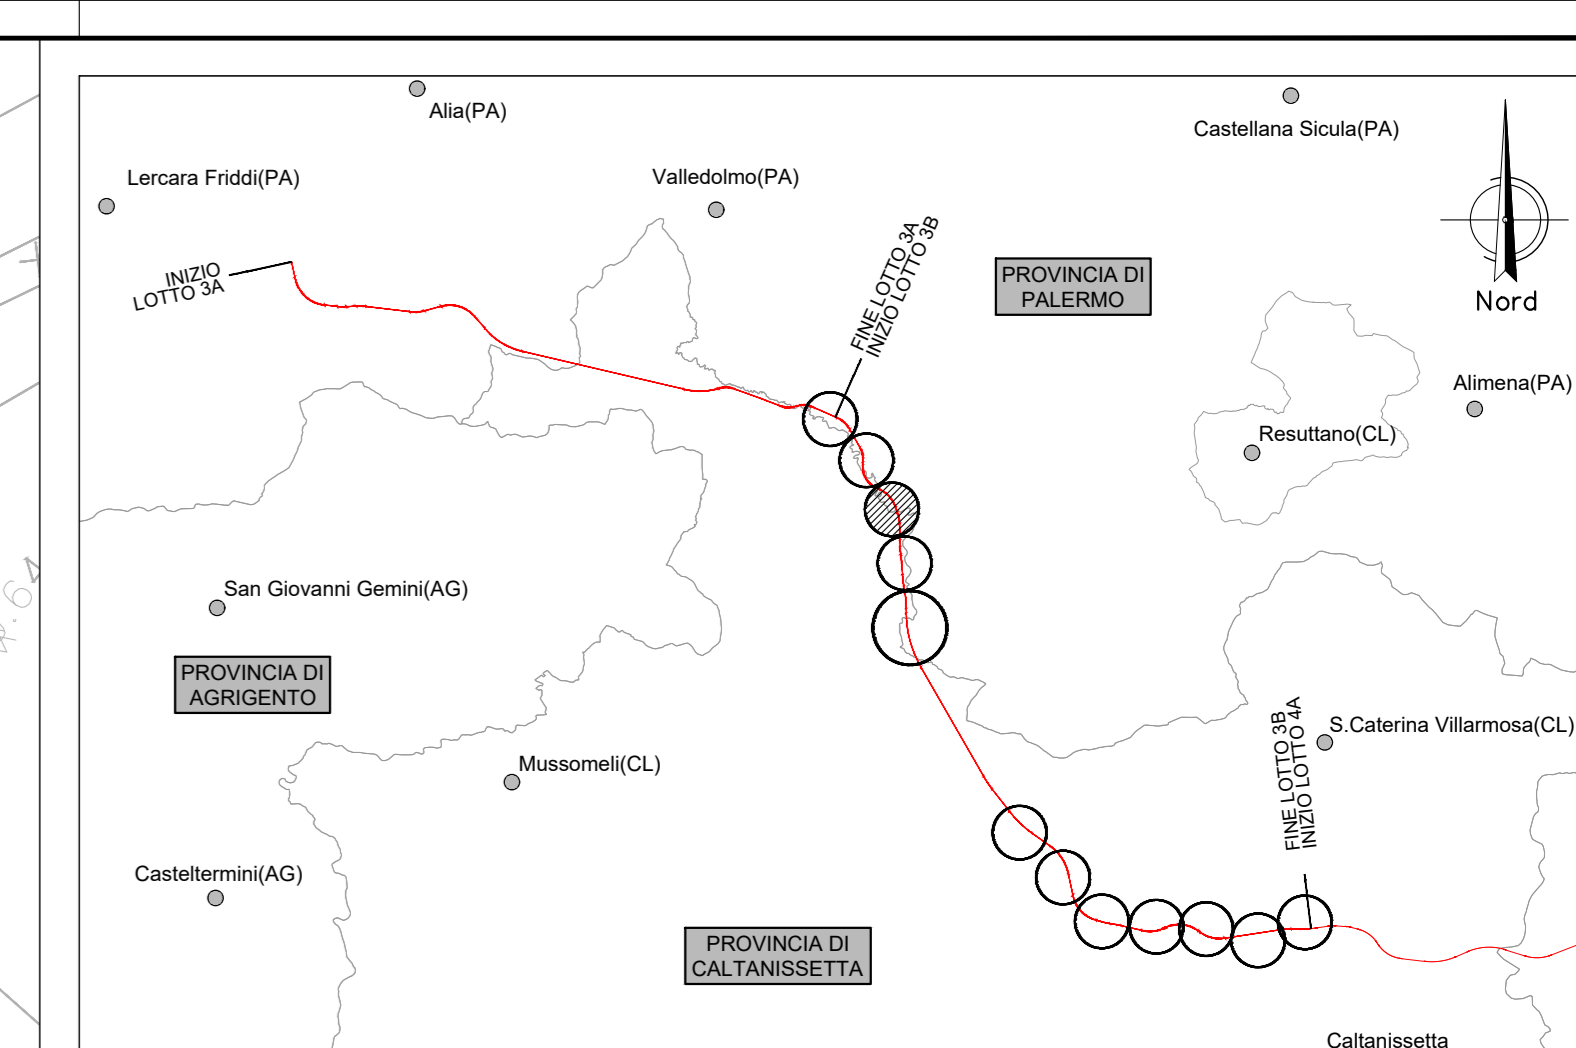 Alia(PA)
Castellana Sicula(PA)
Lercara Friddi(PA)
Valledolmo(PA)
INIZIO
LOTTO 3A
FINE LOTTO 3A
INIZIO LOTTO 3B
PROVINCIA DI
PALERMO
Nord
Alimena(PA)
Resuttano(CL)
San Giovanni Gemini(AG)
PROVINCIA DI
AGRIGENTO
FINE LOTTO 3B
INIZIO LOTTO 4A
S.Caterina Villarmosa(CL)
Mussomeli(CL)
Casteltermini(AG)
PROVINCIA DI
CALTANISSETTA
Caltanissetta